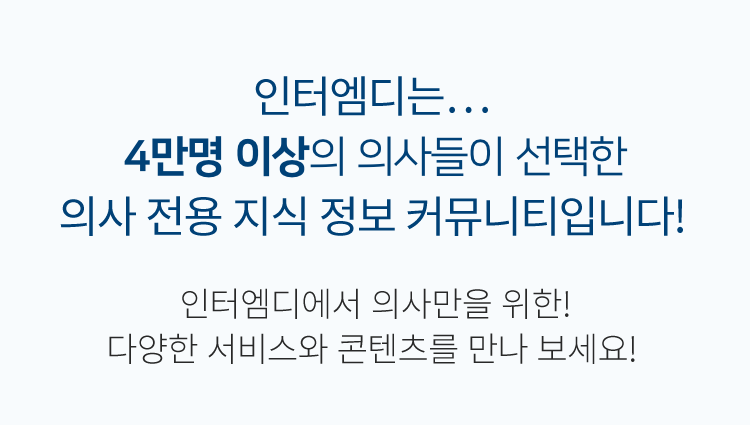 인터엠디는...
4만명 이상의 의사들이 선택한
의사 전용 지식 정보 커뮤니티입니다!
인터엠디에서 의사만을 위한!
다양한 서비스와 콘텐츠를 만나 보세요!